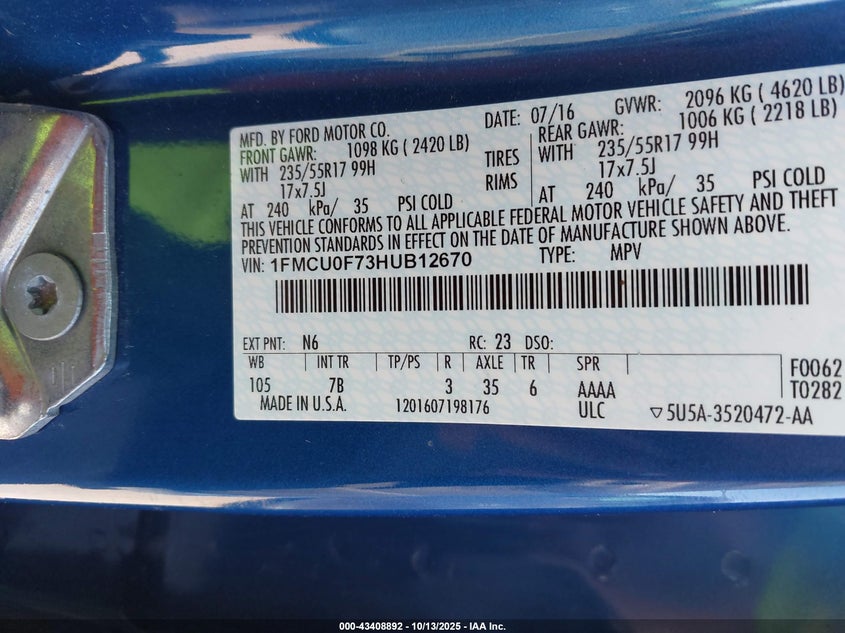 MFD. BY FORD MOTOR CO. DATE: 07/16 GVWR: 2096 KG ( 4620 LB)
FRONT GAWR: 1098 KG ( 2420 LB) REAR GAWR: 1006 KG ( 2218 LB)
WITH 235/55R17 99H TIRES WITH 235/55R17 99H
17x7.5J RIMS 17x7.5J
AT 240 kPa/ 35 PSI COLD AT 240 kPa/ 35 PSI COLD
THIS VEHICLE CONFORMS TO ALL APPLICABLE FEDERAL MOTOR VEHICLE SAFETY AND THEFT
PREVENTION STANDARDS IN EFFECT ON THE DATE OF MANUFACTURE SHOWN ABOVE.
VIN: 1FMCU0F73HUB12670 TYPE: MPV
EXT PNT: N6 RC: 23 DSO:
WB INT TR TP/PS R AXLE TR SPR F0062
105 7B 3 35 6 AAAA T0282
MADE IN U.S.A. 1201607198176 ULC ▽5U5A-3520472-AA
000-43408892 - 10/13/2025 - IAA Inc.